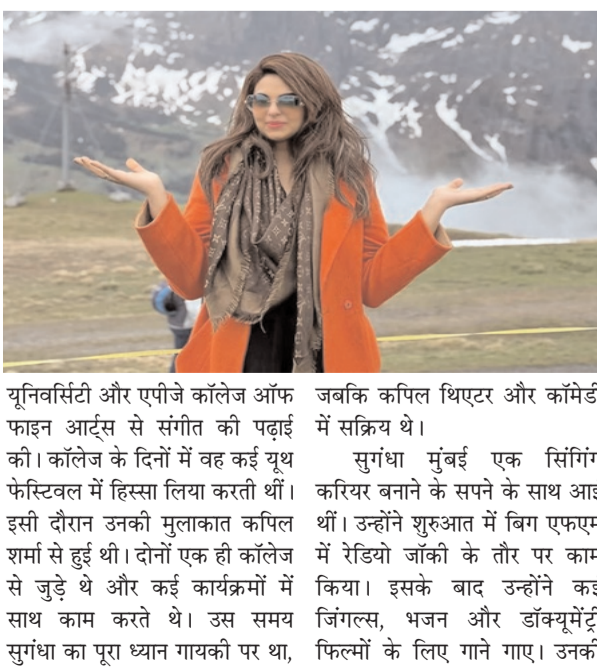 यूनिवर्सिटी और एपीजे कॉलेज ऑफ
फाइन आर्ट्स से संगीत की पढ़ाई
की। कॉलेज के दिनों में वह कई यूथ
फेस्टिवल में हिस्सा लिया करती थीं।
इसी दौरान उनकी मुलाकात कपिल
शर्मा से हुई थी। दोनों एक ही कॉलेज
से जुड़े थे और कई कार्यक्रमों में
साथ काम करते थे। उस समय
सुगंधा का पूरा ध्यान गायकी पर था,
जबकि कपिल थिएटर और कॉमेडी
में सक्रिय थे।
सुगंधा मुंबई एक सिंगिंग
करियर बनाने के सपने के साथ आई
थीं। उन्होंने शुरुआत में बिग एफएम
में रेडियो जॉकी के तौर पर काम
किया। इसके बाद उन्होंने कई
जिंगल्स, भजन और डॉक्यूमेंट्री
फिल्मों के लिए गाने गाए। उनकी